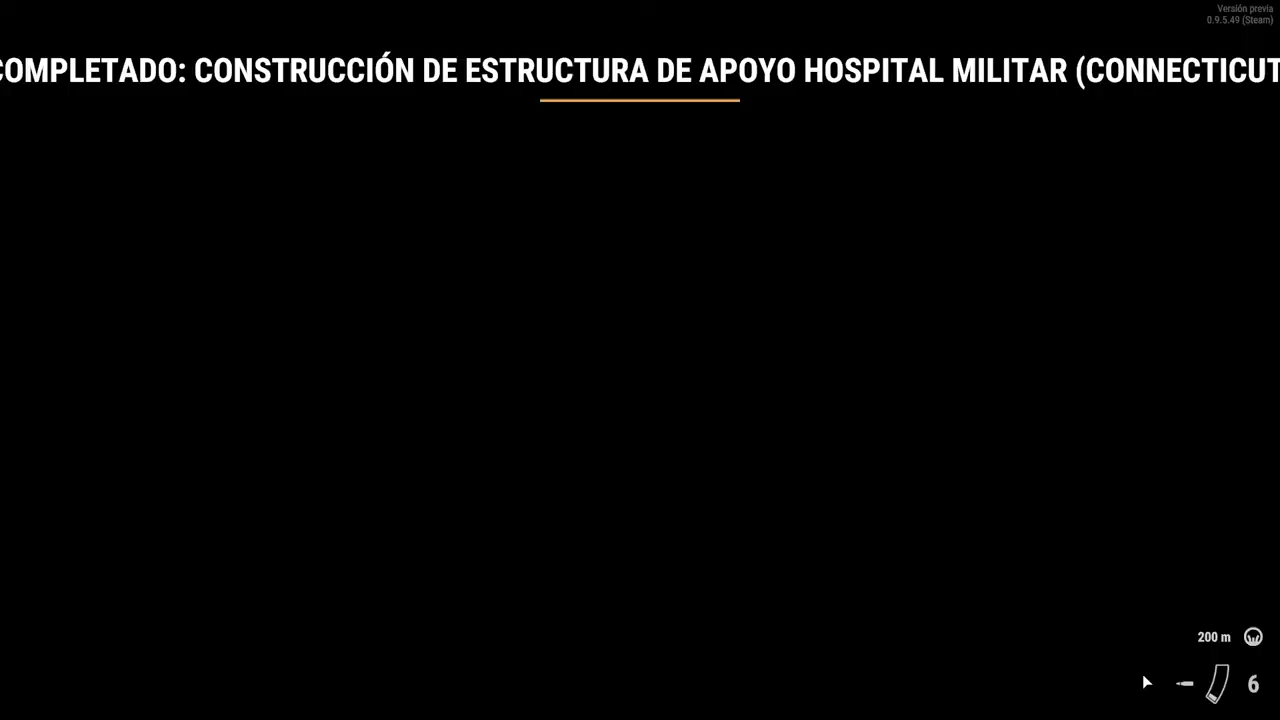 Versión previa
0.9.5.49 (Steam)
COMPLETADO: CONSTRUCCIÓN DE ESTRUCTURA DE APOYO HOSPITAL MILITAR (CONNECTICUT
200 m
6